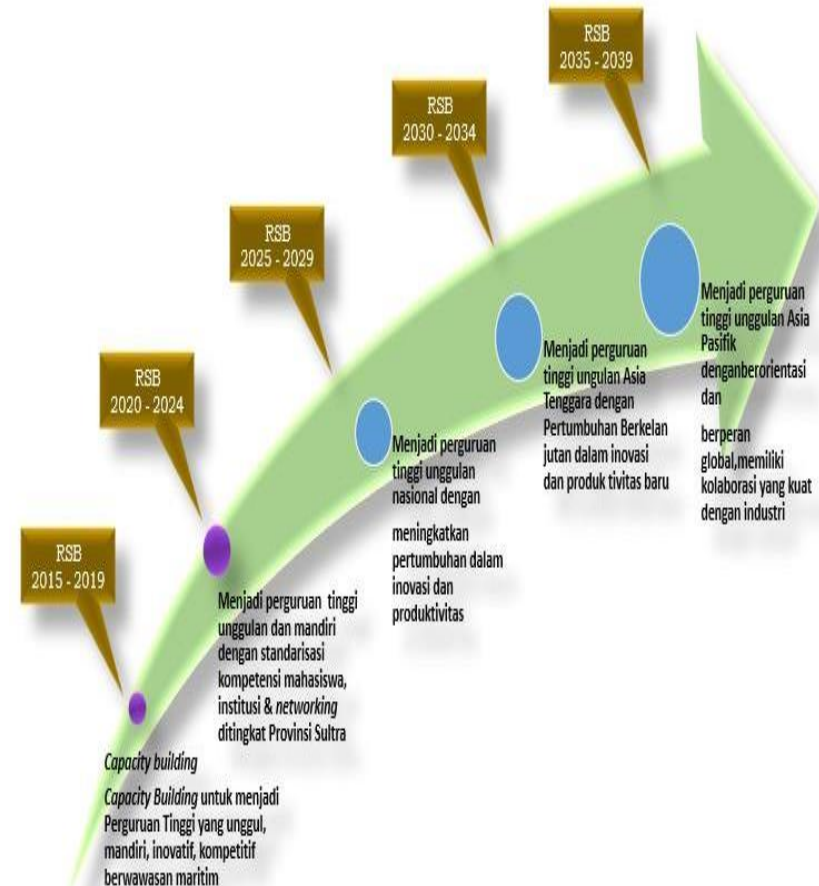 RSB
2015 - 2019
Capacity building
Capacity Building untuk menjadi
Perguruan Tinggi yang unggul,
mandiri, inovatif, kompetitif
berwawasan maritim
RSB
2020 - 2024
Menjadi perguruan tinggi
unggulan dan mandiri
dengan standarisasi
kompetensi mahasiswa,
institusi & networking
ditingkat Provinsi Sultra
RSB
2025 - 2029
Menjadi perguruan
tinggi unggulan
nasional dengan
meningkatkan
pertumbuhan dalam
inovasi dan
produktivitas
RSB
2030 - 2034
Menjadi perguruan
tinggi ungulan Asia
Tenggara dengan
Pertumbuhan Berkelan
jutan dalam inovasi
dan produk tivitas baru
RSB
2035 - 2039
Menjadi perguruan
tinggi unggulan Asia
Pasifik
denganberorientasi
dan
berperan
global,memiliki
kolaborasi yang kuat
dengan industri